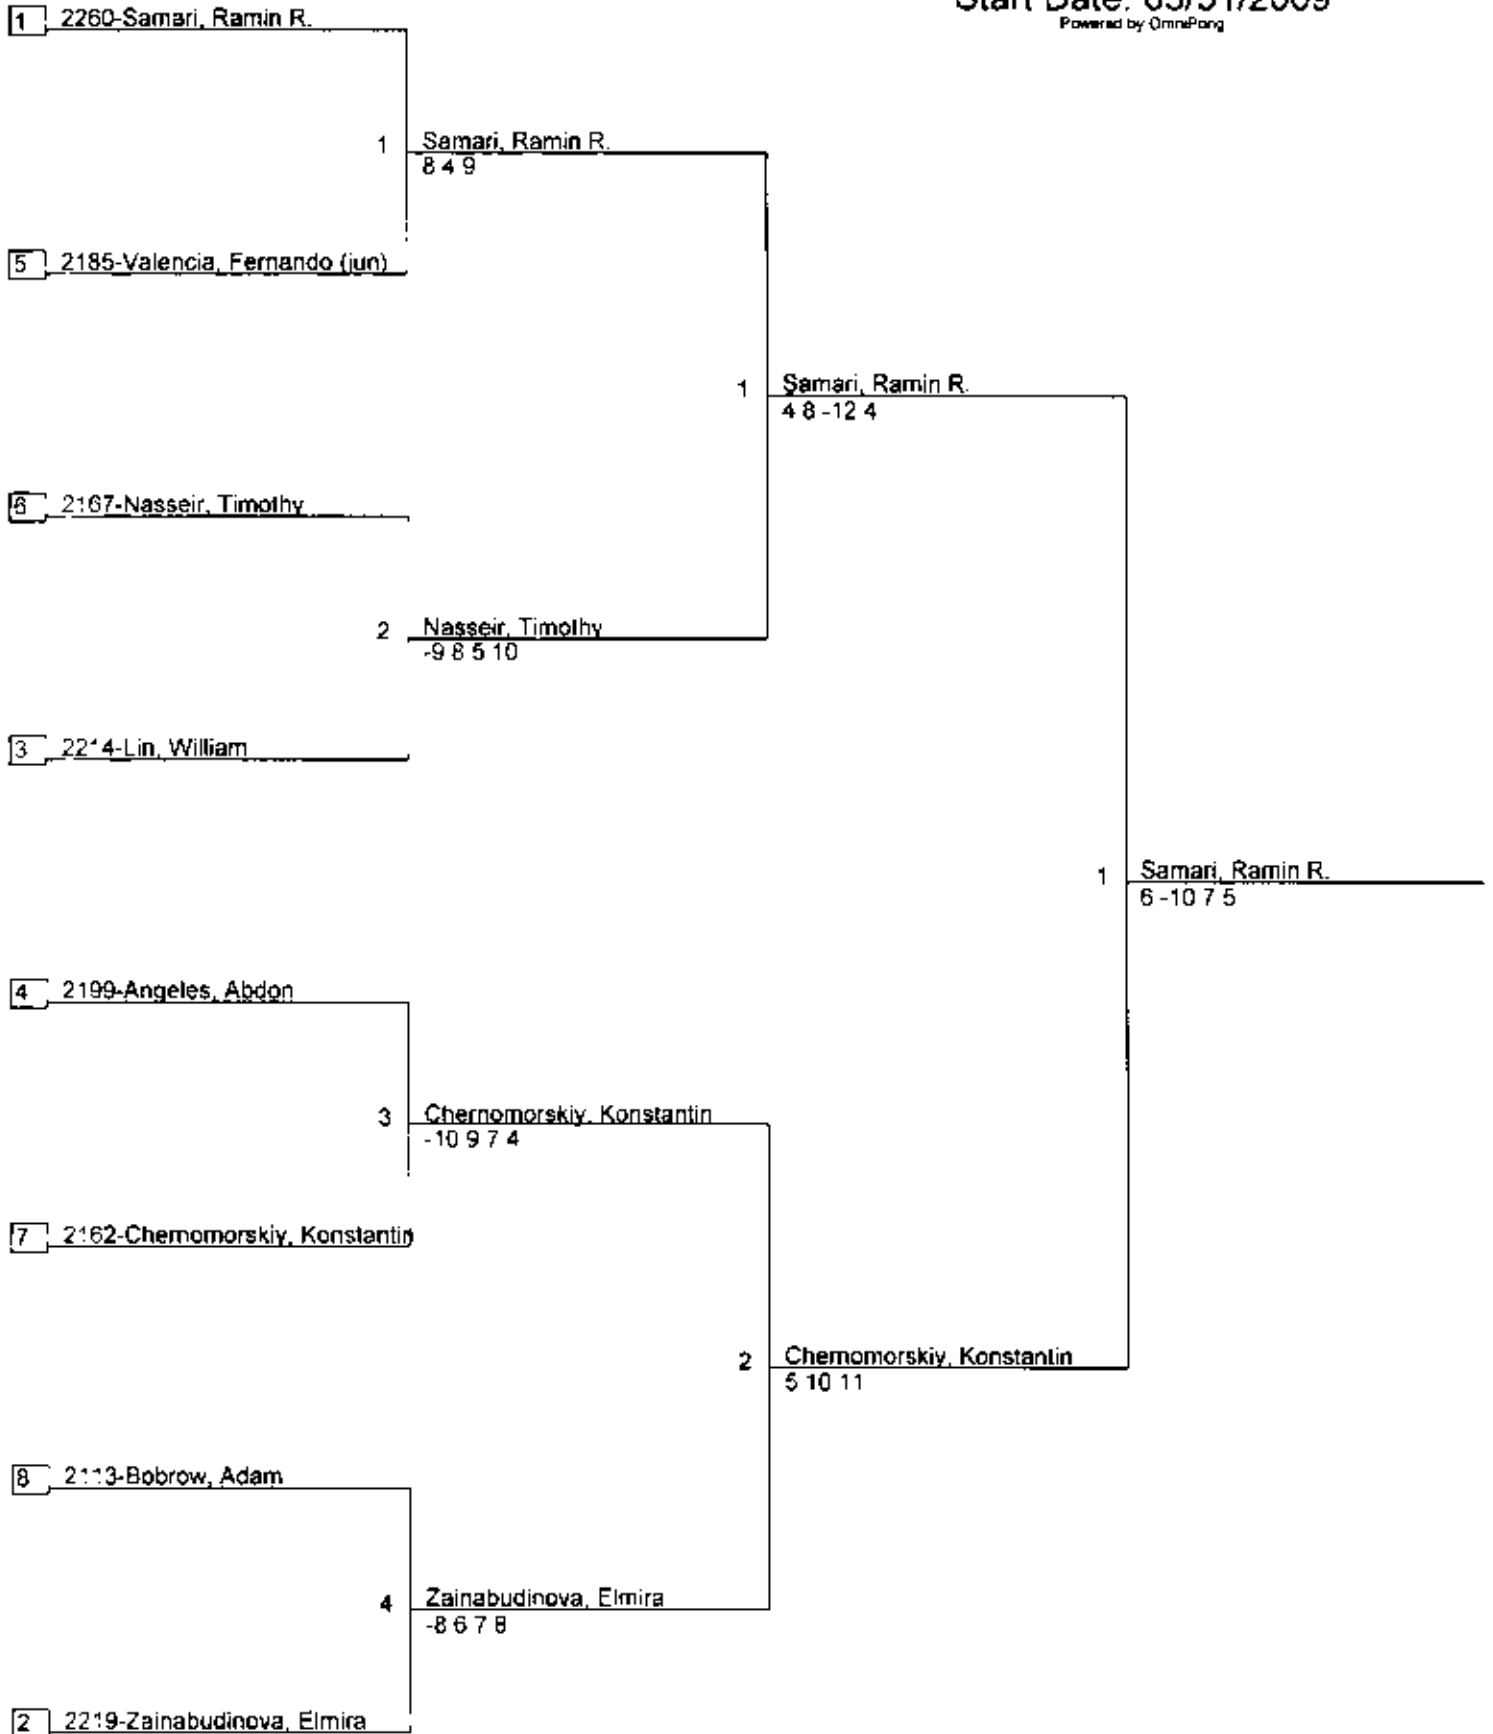 Start Date: 05/31/2009
Powered by OmniPong
1 2260-Samari, Ramin R.
1 Samari, Ramin R.
8 4 9
5 2185-Valencia, Fernando (jun)
1 Samari, Ramin R.
4 8 -12 4
6 2167-Nasseir, Timothy
2 Nasseir, Timothy
-9 8 5 10
3 2214-Lin, William
1 Samari, Ramin R.
6 -10 7 5
4 2199-Angeles, Abdon
3 Chernomorskiy, Konstantin
-10 9 7 4
7 2162-Chernomorskiy, Konstantin
2 Chernomorskiy, Konstantin
5 10 11
8 2113-Bobrow, Adam
4 Zainabudinova, Elmira
-8 6 7 8
2 2219-Zainabudinova, Elmira